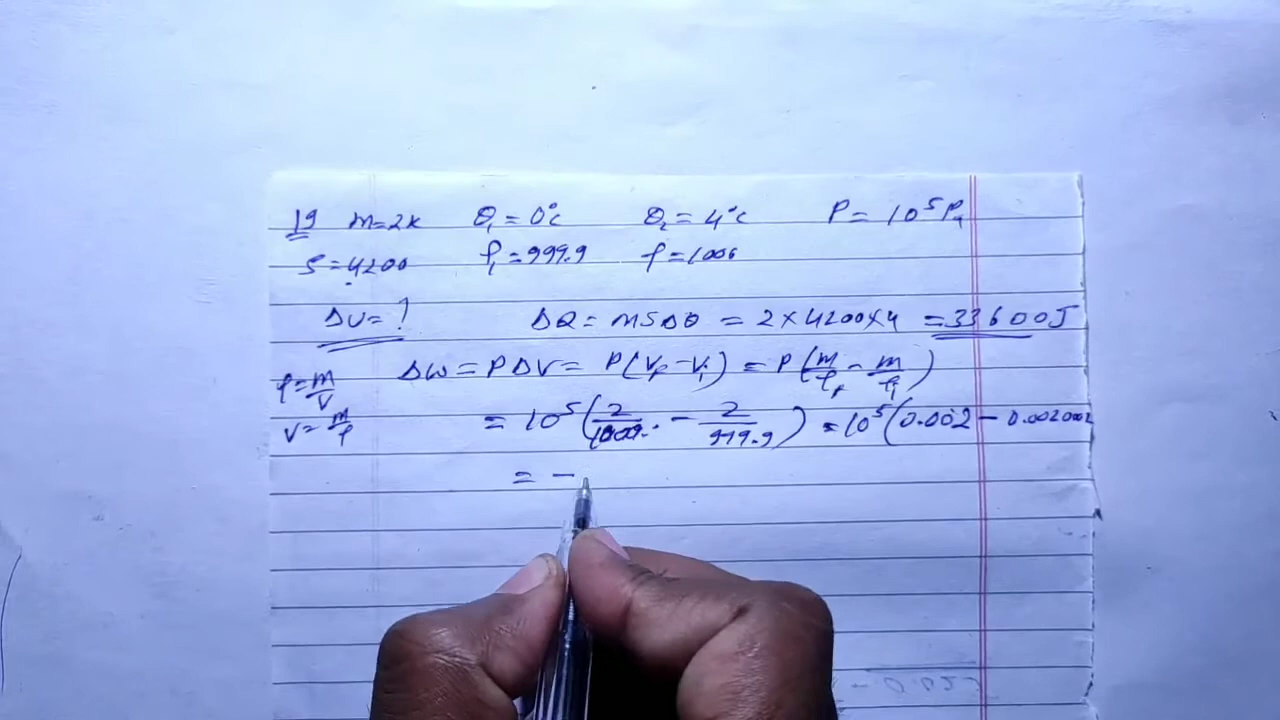 19 m=2k θ₁=0°c θ₂=4°c P=10⁵Pa
S=4200 ρ₁=999.9 ρ=1000
ΔU=? ΔQ=MSΔθ = 2×4200×4 =33600J
ρ=m/V ΔW=PΔV= P(V_f-V_i) = P(m/ρ_f - m/ρ_i)
V=m/ρ = 10⁵(2/1000 - 2/999.9) = 10⁵(0.002 - 0.0020002
= -